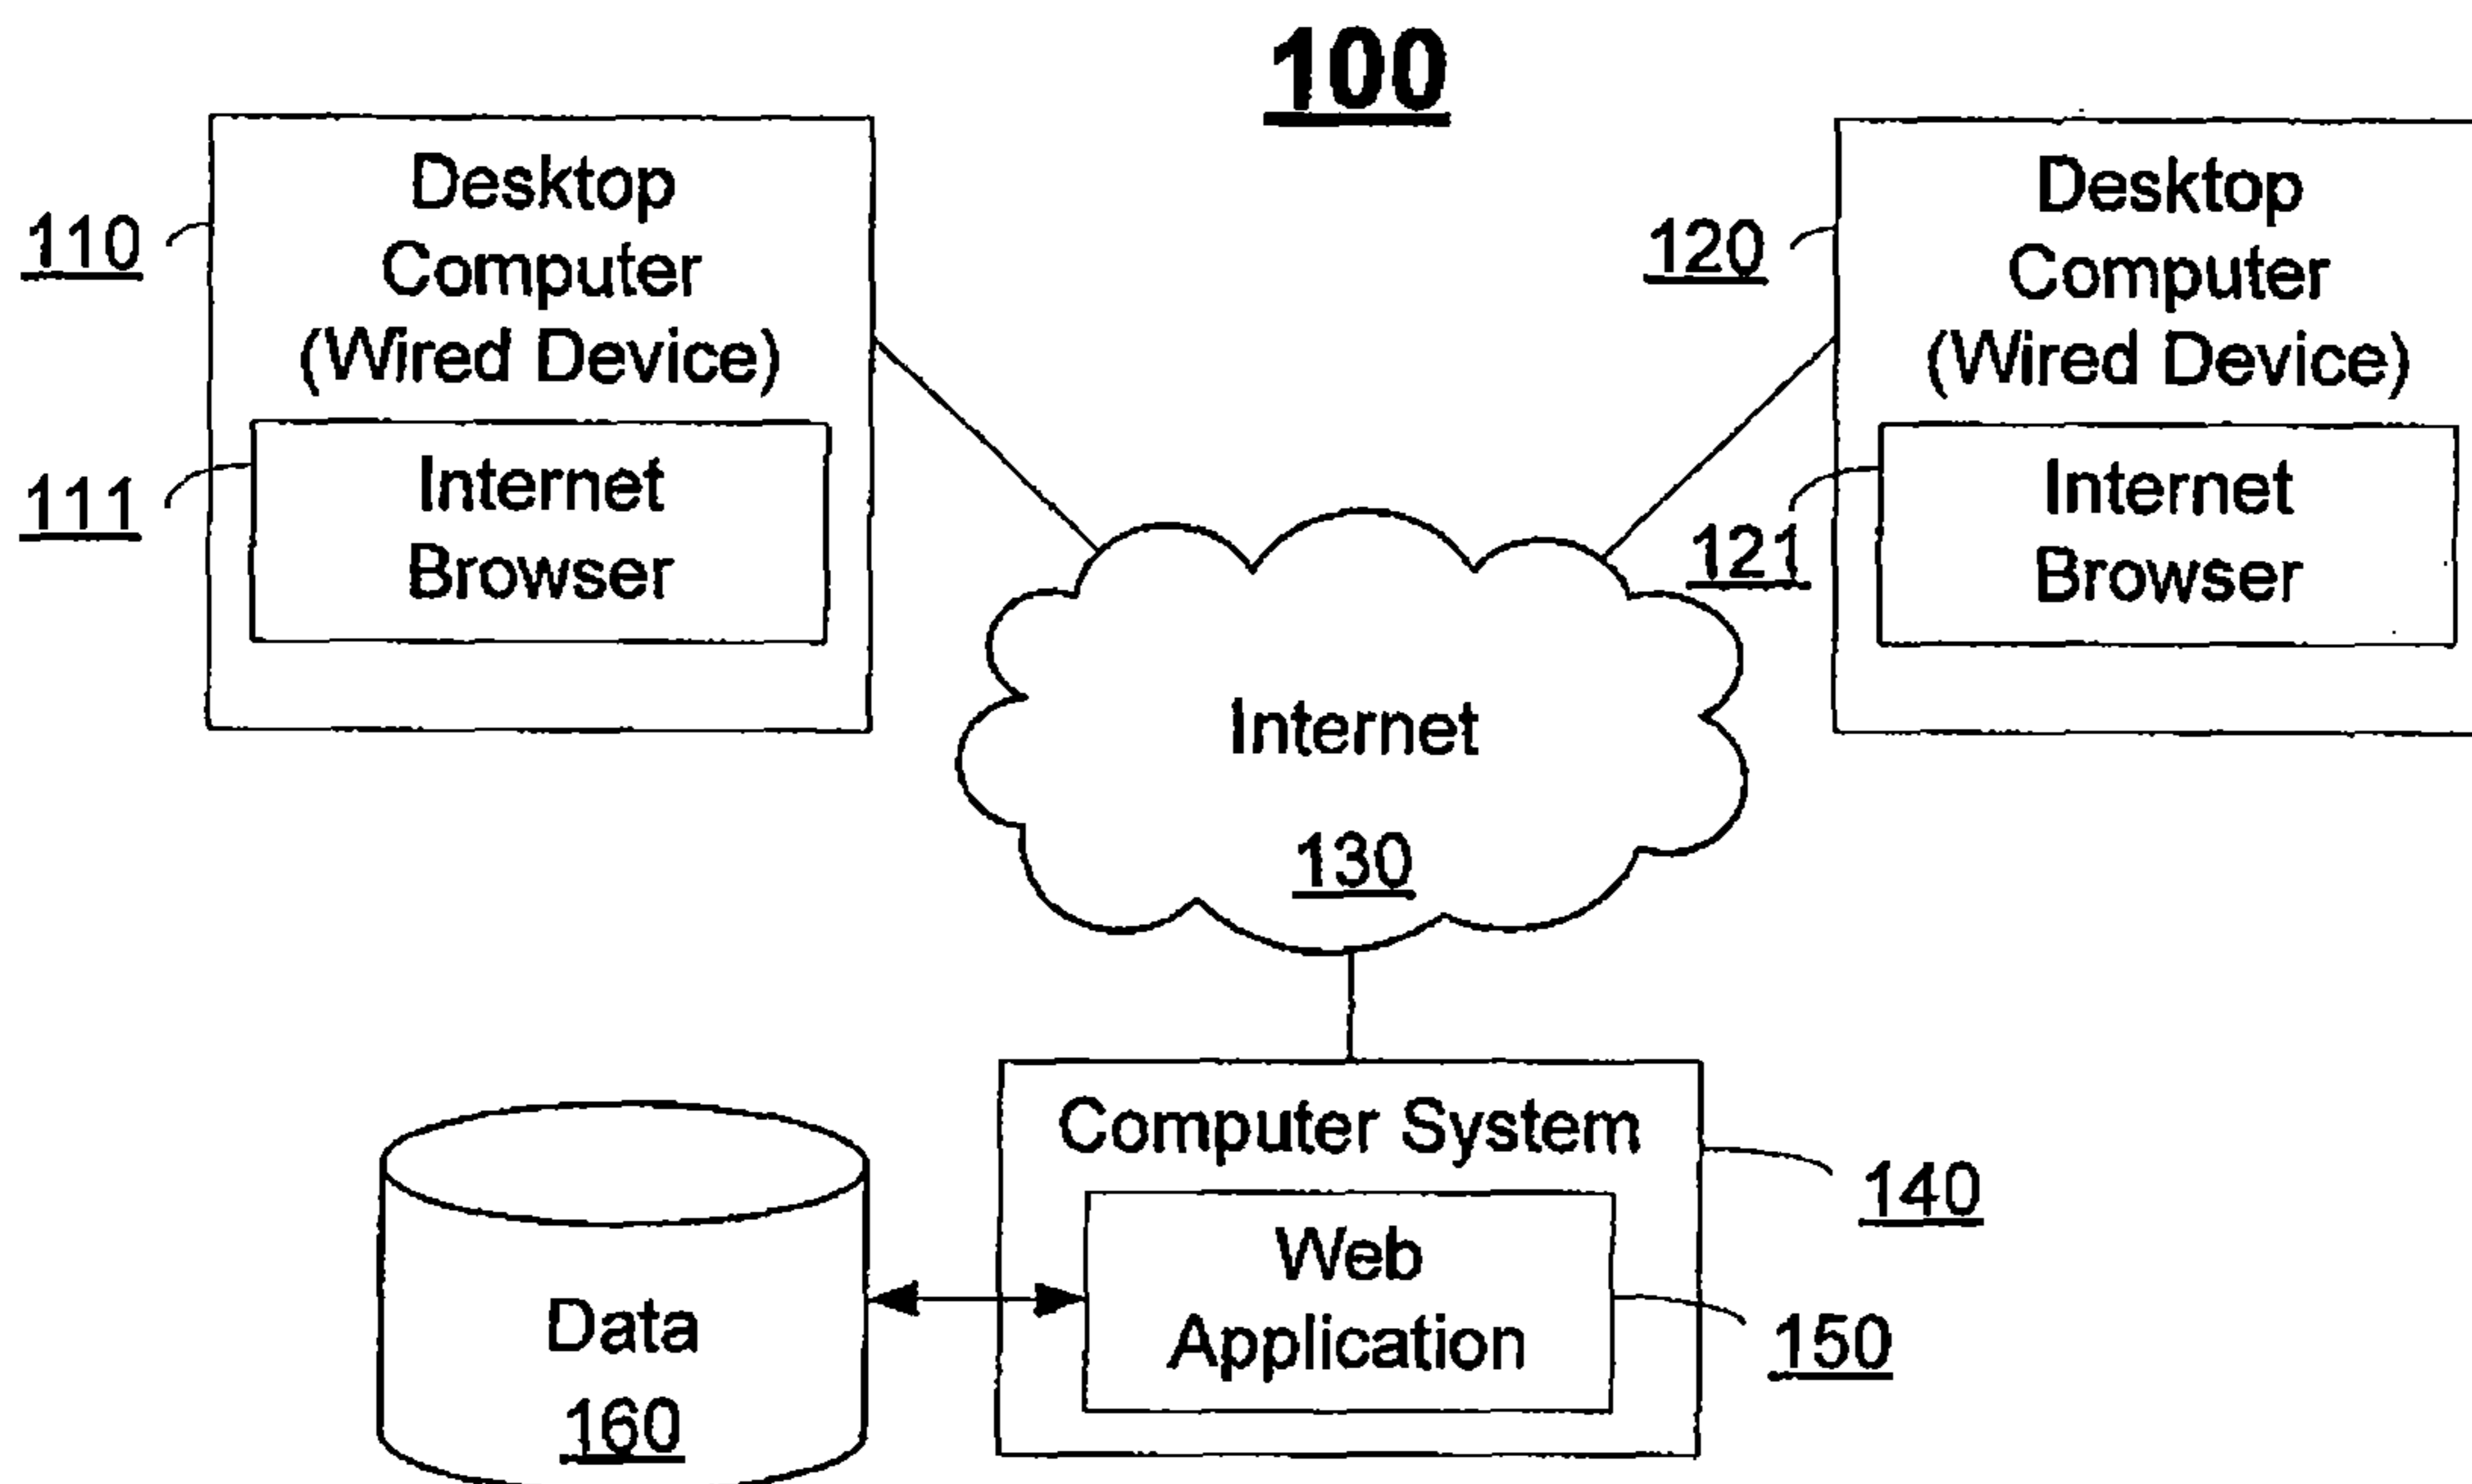 100
110
Desktop
Computer
(Wired Device)
111
Internet
Browser
120
Desktop
Computer
(Wired Device)
121
Internet
Browser
Internet
130
Computer System
140
Web
Application
150
Data
160